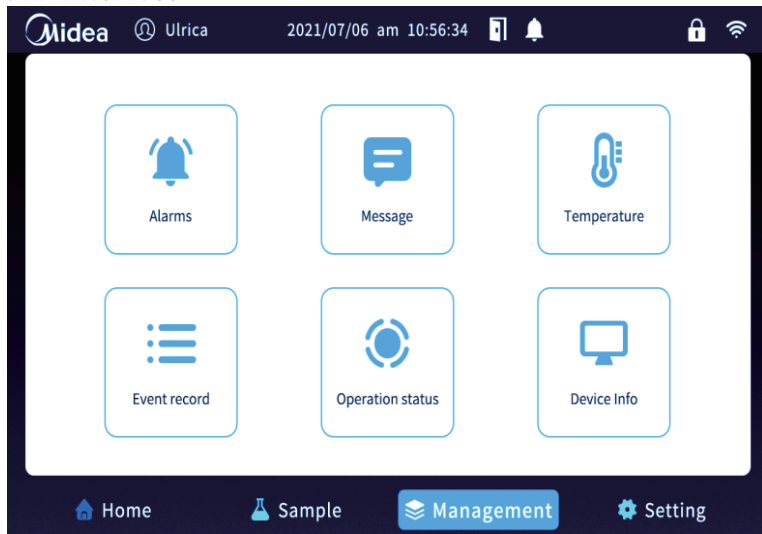 Midea Ulrica 2021/07/06 am 10:56:34
Alarms Message Temperature
Event record Operation status Device Info
Home Sample Management Setting